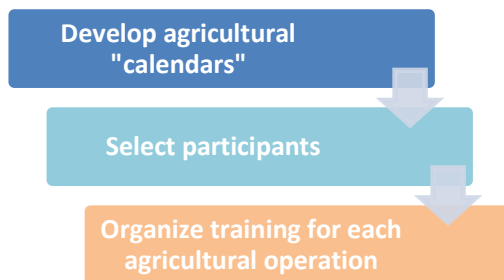 Develop agricultural
"calendars"
Select participants
Organize training for each
agricultural operation